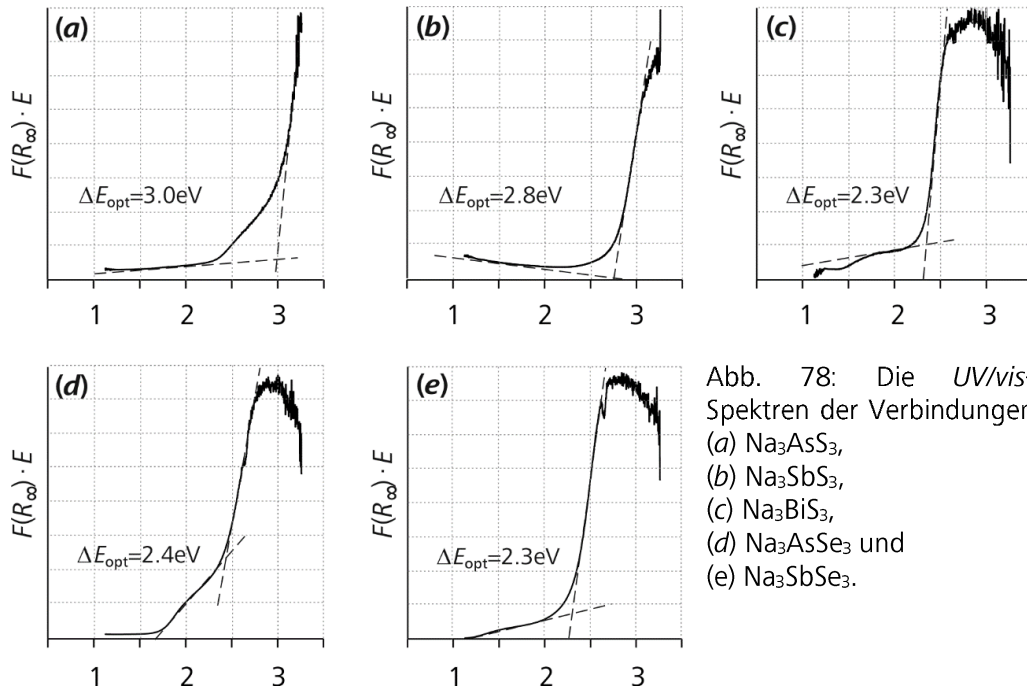 (a)
F(R∞) · E
ΔEopt=3.0eV
1 2 3
(b)
ΔEopt=2.8eV
1 2 3
(c)
F(R∞) · E
ΔEopt=2.3eV
1 2 3
(d)
F(R∞) · E
ΔEopt=2.4eV
1 2 3
(e)
F(R∞) · E
ΔEopt=2.3eV
1 2 3
Abb. 78: Die UV/vis-
Spektren der Verbindungen
(a) Na₃AsS₃,
(b) Na₃SbS₃,
(c) Na₃BiS₃,
(d) Na₃AsSe₃ und
(e) Na₃SbSe₃.